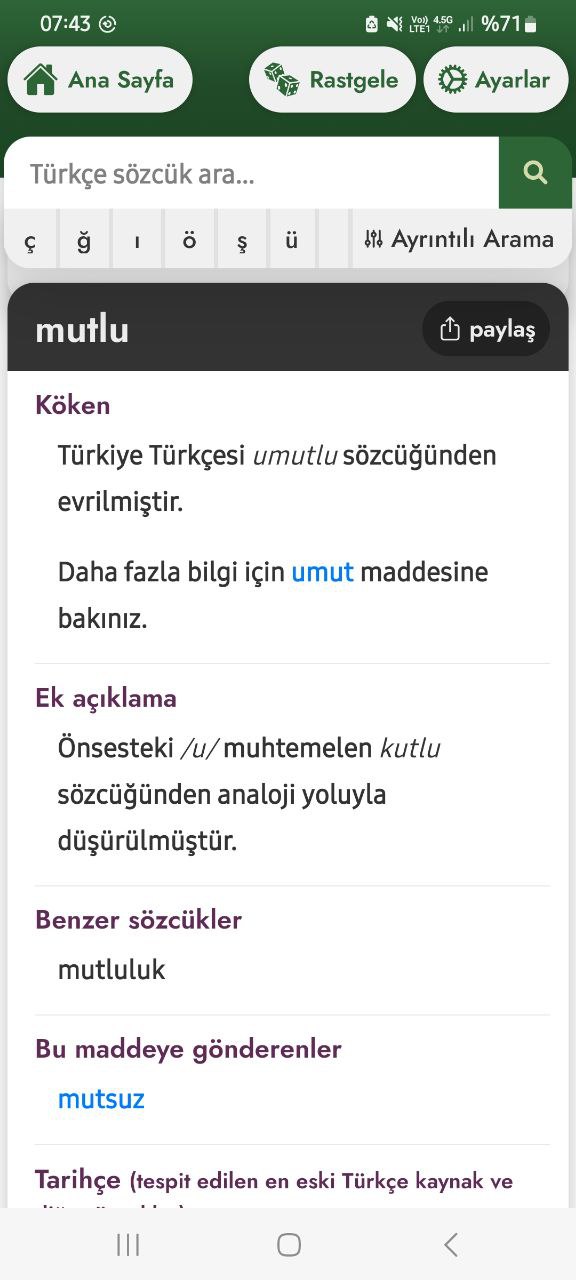 07:43 Vo) LTE1 4.5G %71
Ana Sayfa Rastgele Ayarlar
Türkçe sözcük ara...
ç ğ ı ö ş ü Ayrıntılı Arama
mutlu paylaş
Köken
Türkiye Türkçesi umutlu sözcüğünden
evrilmiştir.
Daha fazla bilgi için umut maddesine
bakınız.
Ek açıklama
Önsesteki /u/ muhtemelen kutlu
sözcüğünden analoji yoluyla
düşürülmüştür.
Benzer sözcükler
mutluluk
Bu maddeye gönderenler
mutsuz
Tarihçe (tespit edilen en eski Türkçe kaynak ve